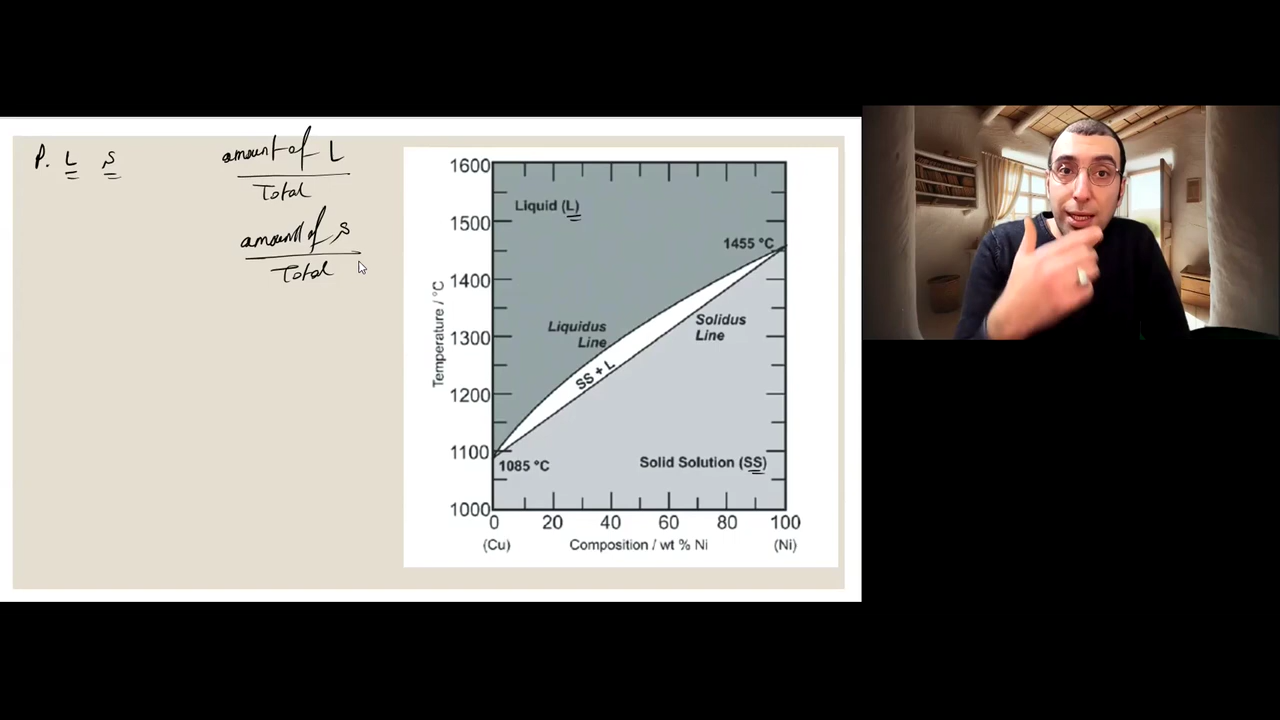 P. L S
amount of L
Total
amount of S
Total
1600
1500
1400
1300
1200
1100
1000
Temperature / °C
Liquid (L)
1455 °C
Liquidus
Line
Solidus
Line
SS + L
Solid Solution (SS)
1085 °C
0 20 40 60 80 100
(Cu) Composition / wt % Ni (Ni)